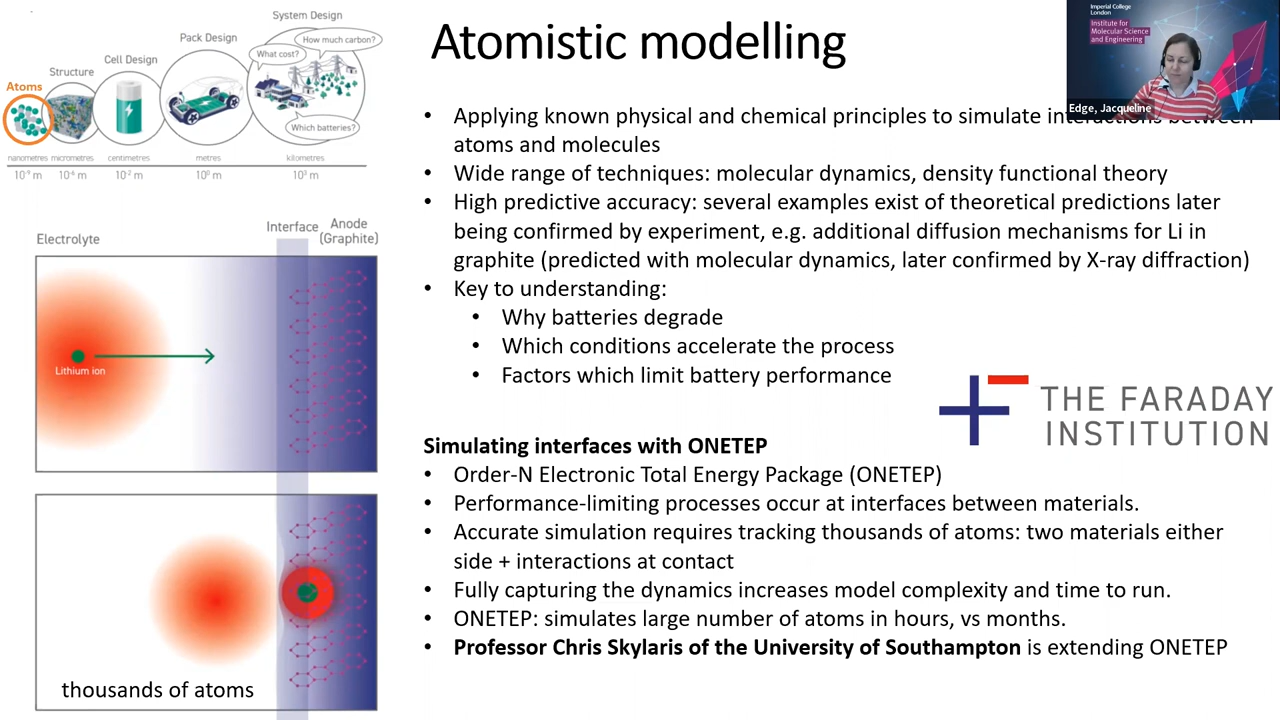 System Design
How much carbon?
Pack Design
What cost?
Cell Design
Structure
Atoms
Which batteries?
nanometres micrometres centimetres metres kilometres
10⁻⁹ m 10⁻⁶ m 10⁻² m 10⁰ m 10³ m
Atomistic modelling
Imperial College
London
Institute for
Molecular Science
and Engineering
Edge, Jacqueline
• Applying known physical and chemical principles to simulate interactions between
atoms and molecules
• Wide range of techniques: molecular dynamics, density functional theory
• High predictive accuracy: several examples exist of theoretical predictions later
being confirmed by experiment, e.g. additional diffusion mechanisms for Li in
graphite (predicted with molecular dynamics, later confirmed by X-ray diffraction)
• Key to understanding:
• Why batteries degrade
• Which conditions accelerate the process
• Factors which limit battery performance
THE FARADAY
INSTITUTION
Simulating interfaces with ONETEP
• Order-N Electronic Total Energy Package (ONETEP)
• Performance-limiting processes occur at interfaces between materials.
• Accurate simulation requires tracking thousands of atoms: two materials either
side + interactions at contact
• Fully capturing the dynamics increases model complexity and time to run.
• ONETEP: simulates large number of atoms in hours, vs months.
• Professor Chris Skylaris of the University of Southampton is extending ONETEP
Electrolyte
Interface
Anode
(Graphite)
Lithium ion
thousands of atoms